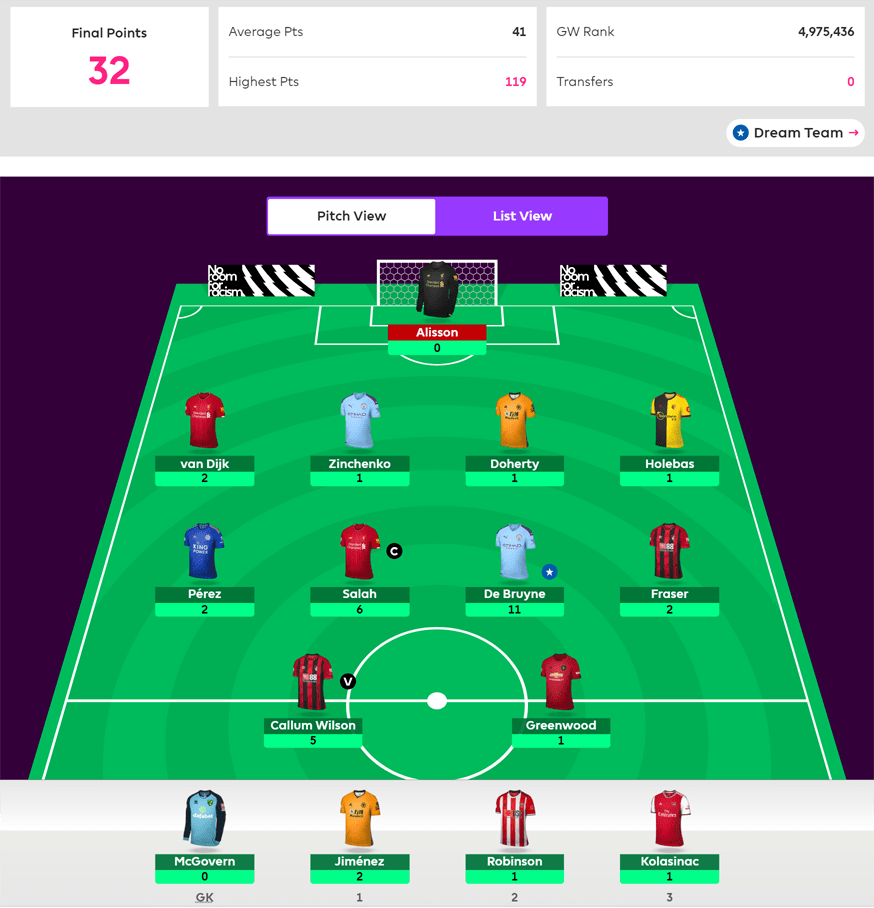 Final Points
32
Average Pts 41
Highest Pts 119
GW Rank 4,975,436
Transfers 0
Dream Team →
Pitch View
List View
No room for racism.
No room for racism.
Alisson
0
van Dijk
2
Zinchenko
1
Doherty
1
Holebas
1
Pérez
2
C
Salah
6
De Bruyne
11
Fraser
2
V
Callum Wilson
5
Greenwood
1
McGovern
0
GK
Jiménez
2
1
Robinson
1
2
Kolasinac
1
3